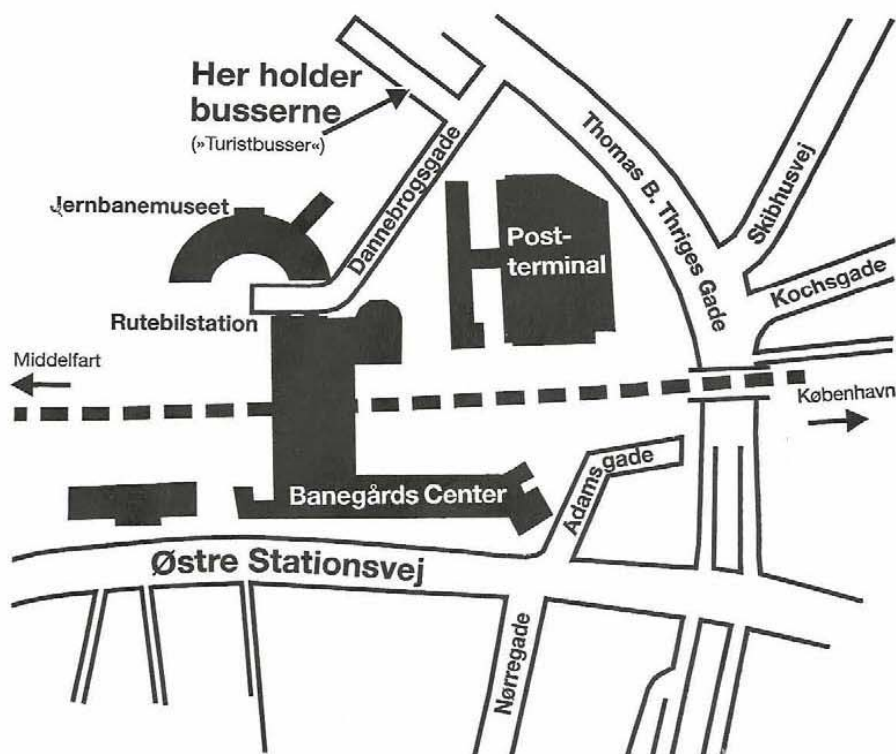 Her holder
busserne
(»Turistbusser«)
Jernbanemuseet
Dannebrogsgade
Thomas B. Thriges Gade
Skibhusvej
Kochsgade
Post-
terminal
Rutebilstation
Middelfart
København
Banegårds Center
Adamsgade
Østre Stationsvej
Nørregade